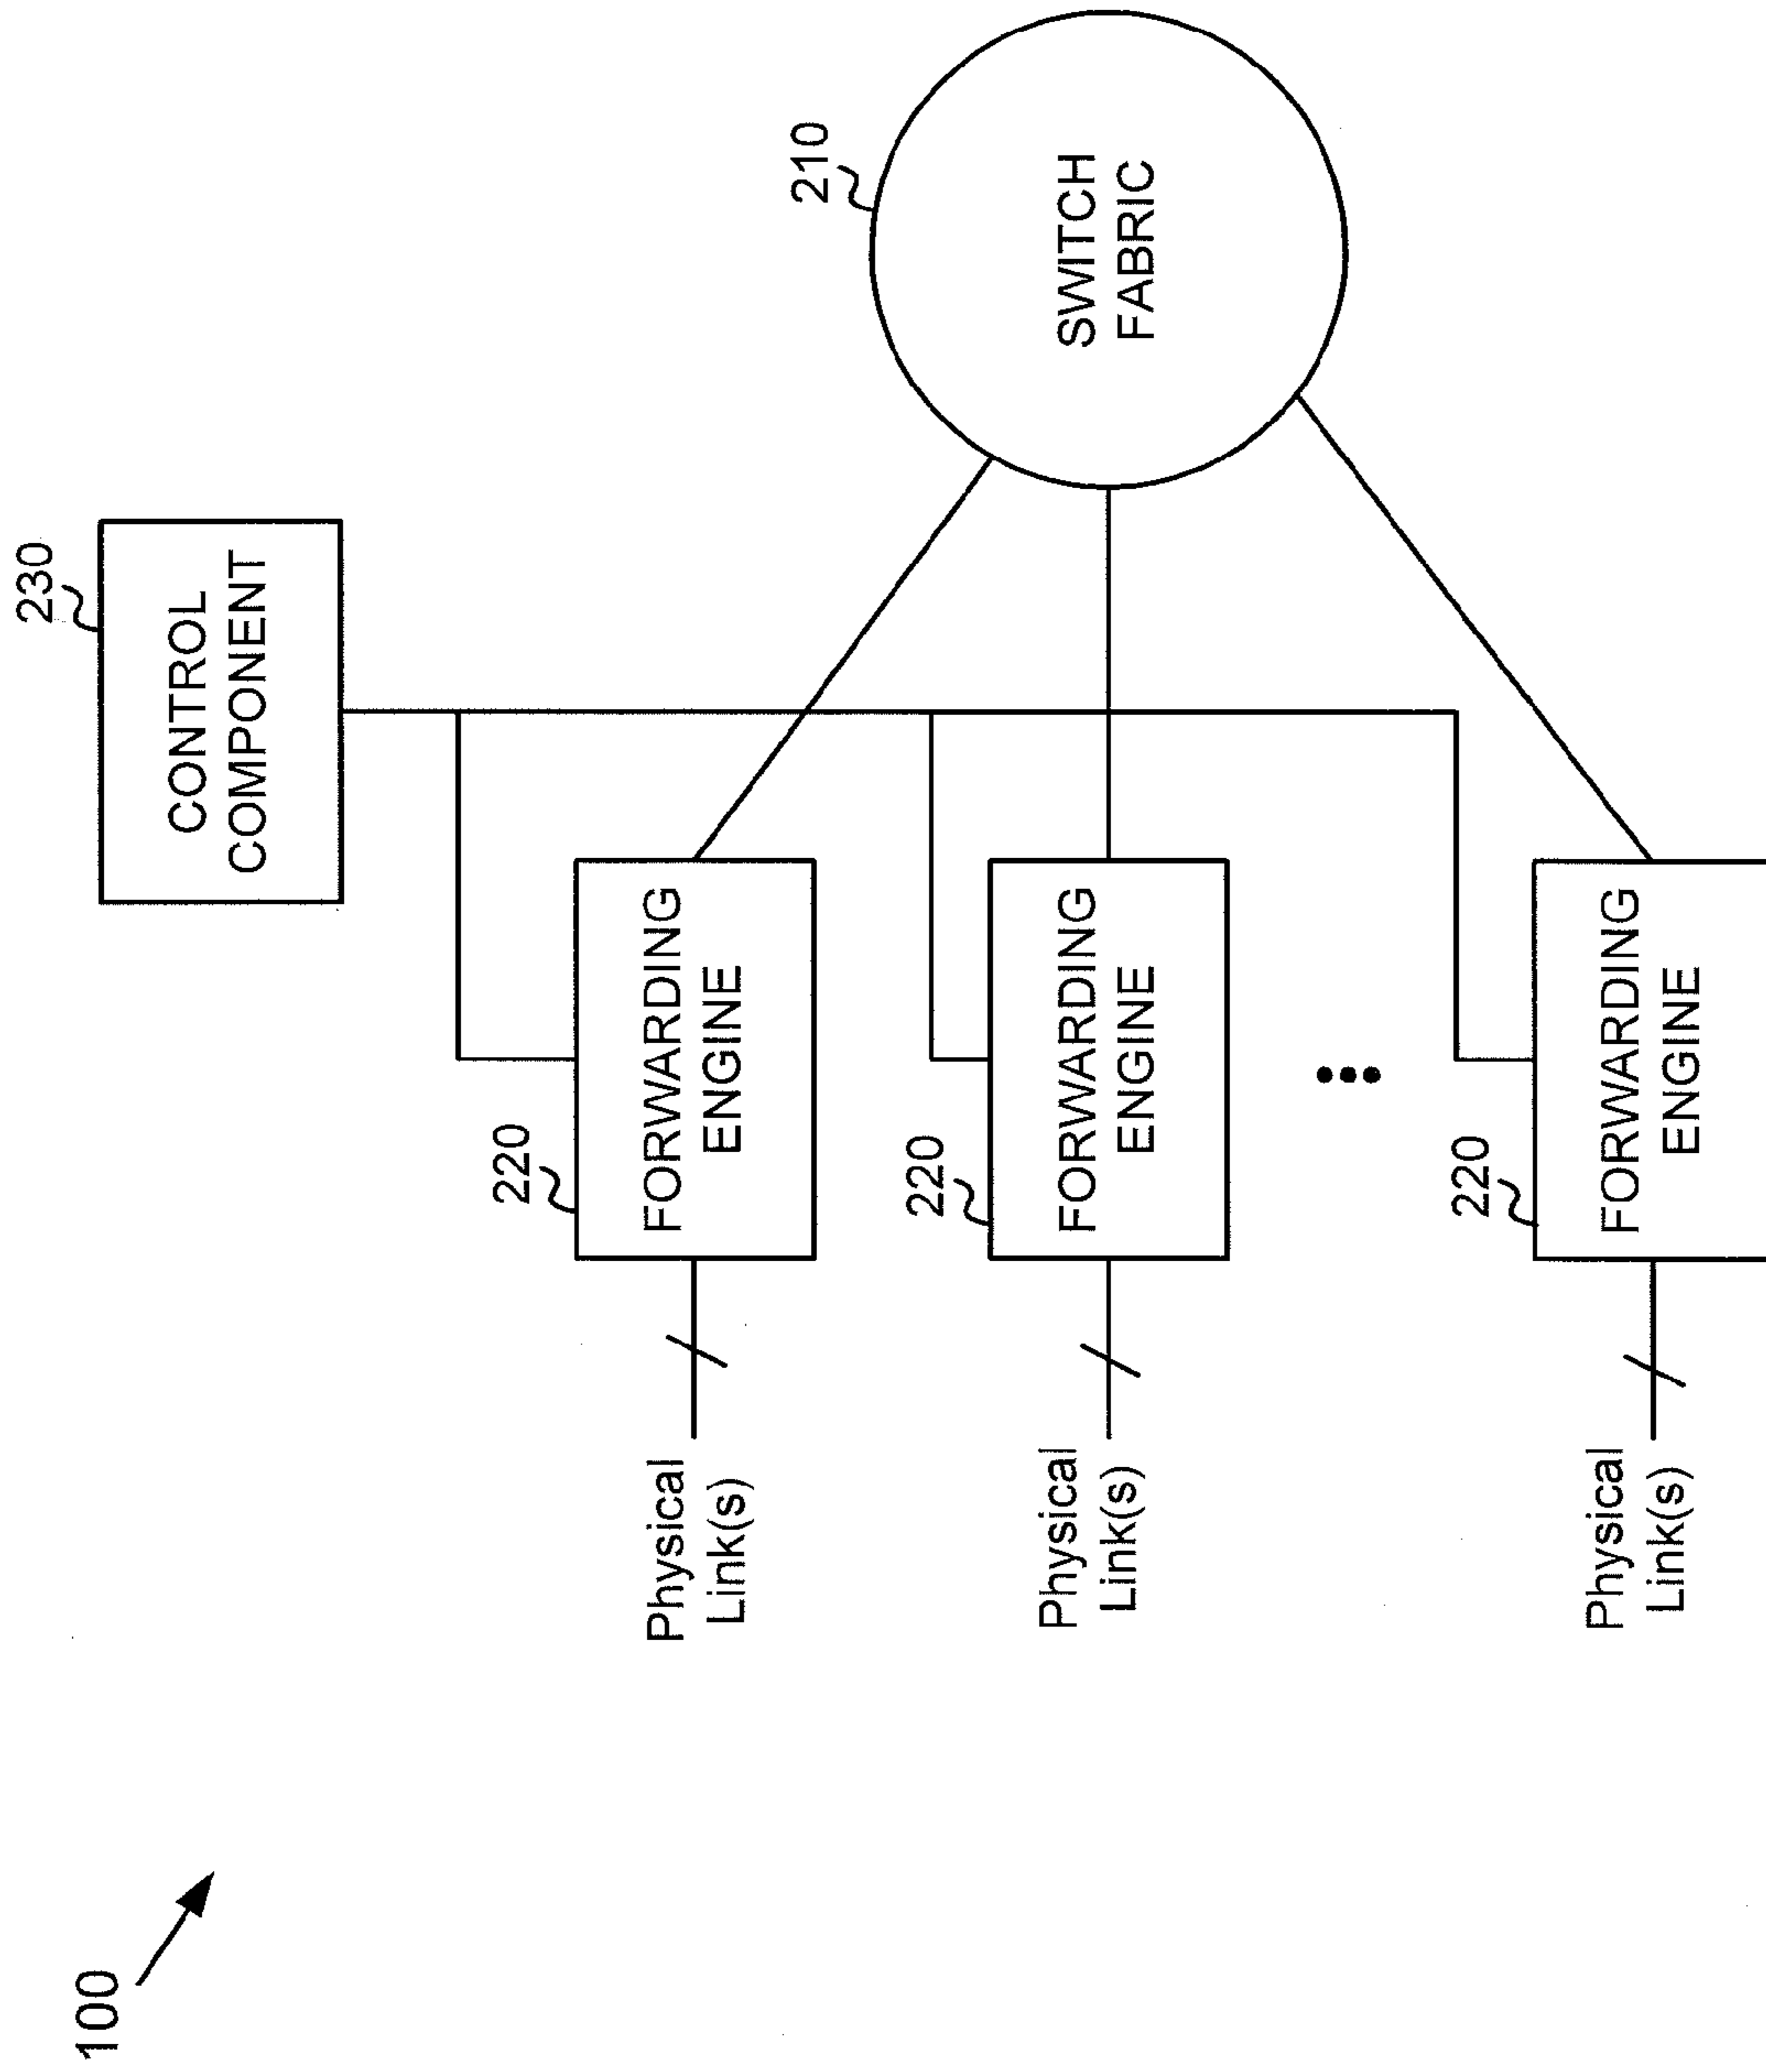 100
230
CONTROL
COMPONENT
210
SWITCH
FABRIC
220
FORWARDING
ENGINE
Physical
Link(s)
220
FORWARDING
ENGINE
Physical
Link(s)
220
FORWARDING
ENGINE
Physical
Link(s)